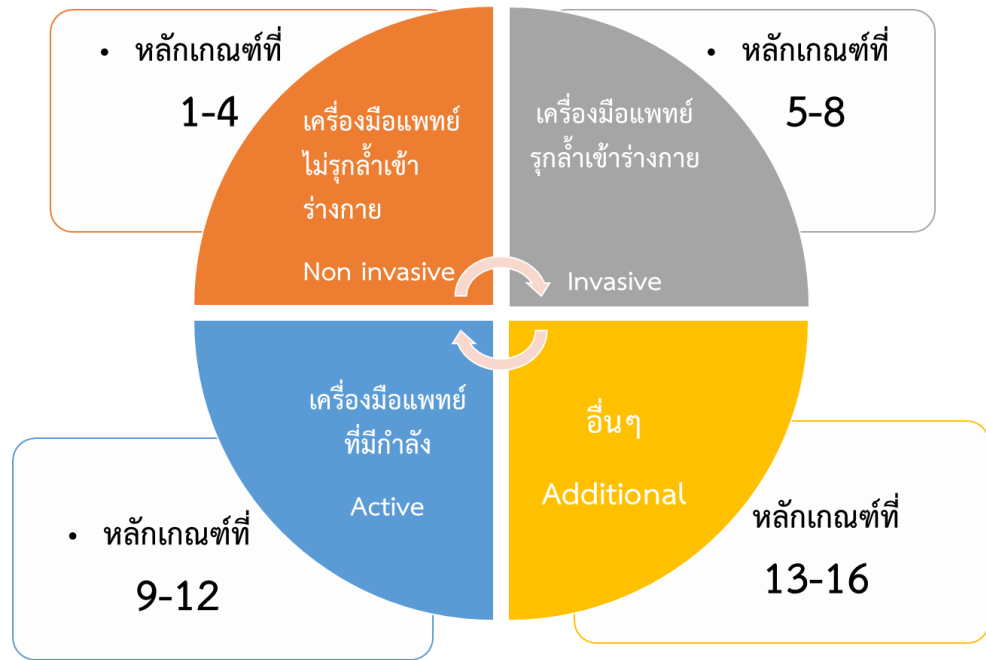 • หลักเกณฑ์ที่
1-4
เครื่องมือแพทย์
ไม่รุกล้ำเข้า
ร่างกาย
Non invasive
• หลักเกณฑ์ที่
5-8
เครื่องมือแพทย์
รุกล้ำเข้าร่างกาย
Invasive
เครื่องมือแพทย์
ที่มีกำลัง
Active
• หลักเกณฑ์ที่
9-12
อื่นๆ
Additional
หลักเกณฑ์ที่
13-16